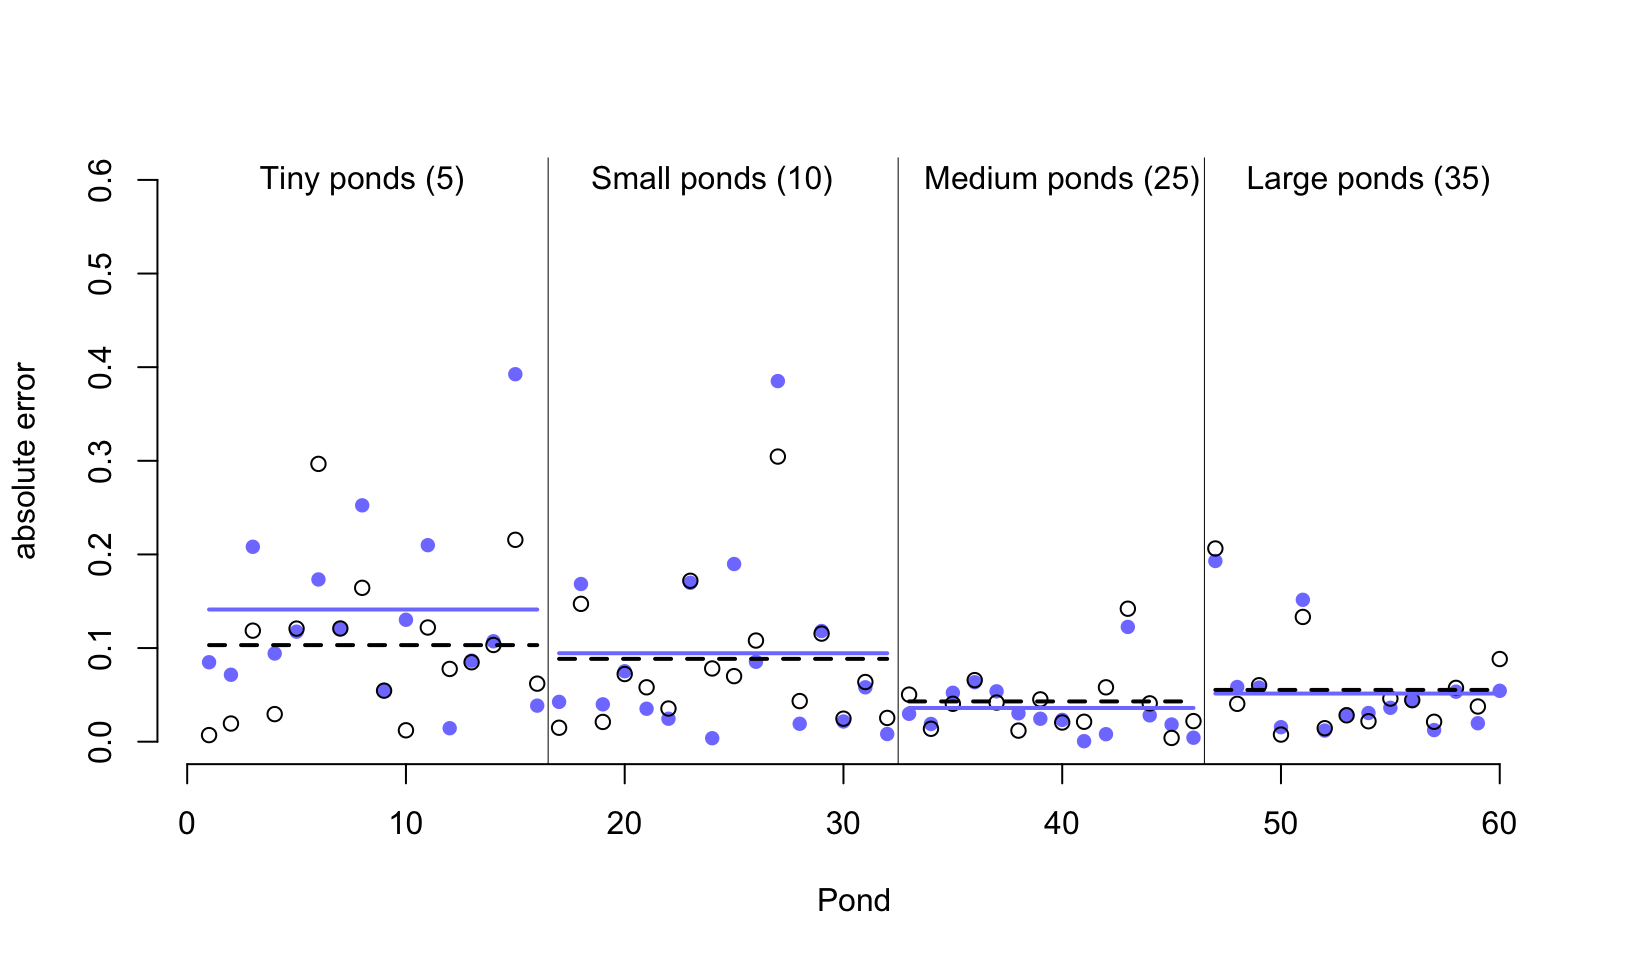 Tiny ponds (5)
Small ponds (10)
Medium ponds (25)
Large ponds (35)
absolute error
0.6
0.5
0.4
0.3
0.2
0.1
0.0
0
10
20
30
40
50
60
Pond